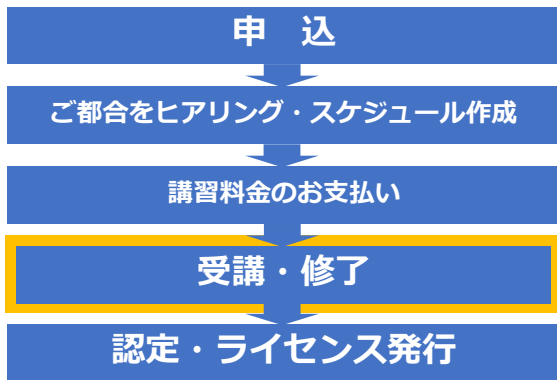 申　込
ご都合をヒアリング・スケジュール作成
講習料金のお支払い
受講・修了
認定・ライセンス発行